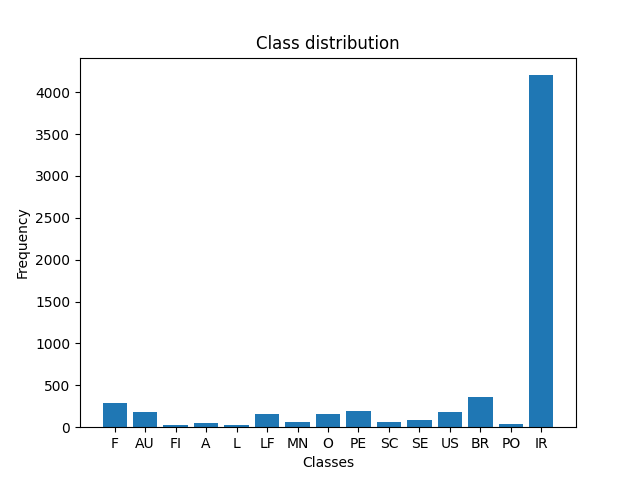 Class distribution
Frequency
4000
3500
3000
2500
2000
1500
1000
500
0
F AU FI A L LF MN O PE SC SE US BR PO IR
Classes